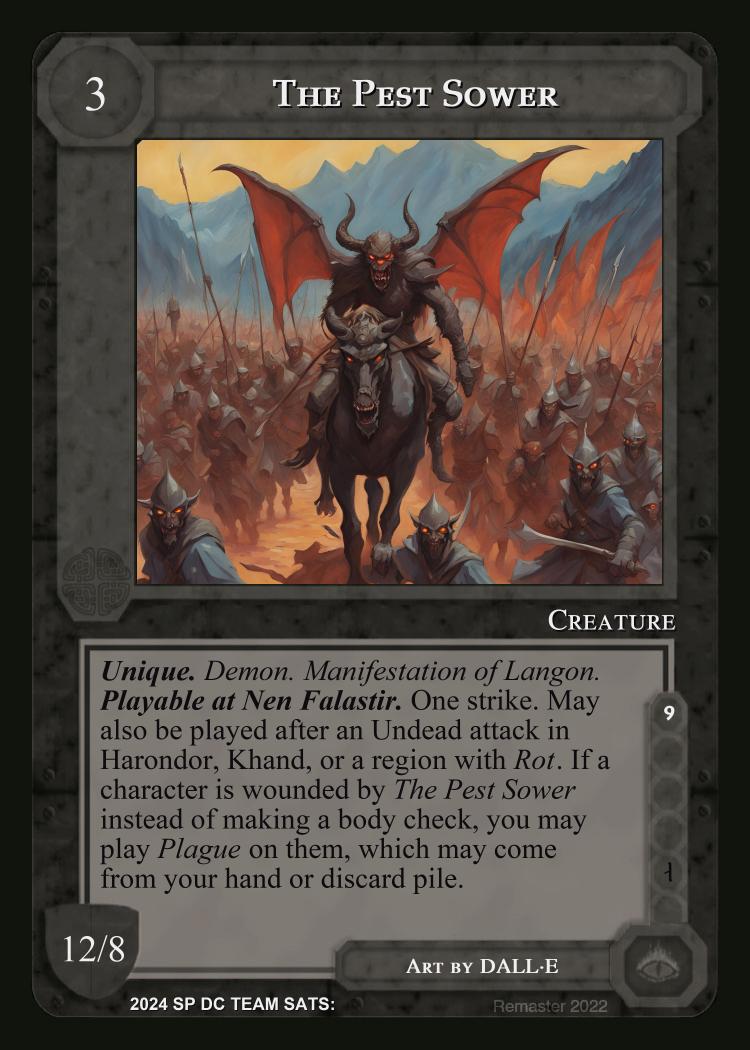 3
The Pest Sower
Creature
Unique. Demon. Manifestation of Langon.
Playable at Nen Falastir. One strike. May
also be played after an Undead attack in
Harondor, Khand, or a region with Rot. If a
character is wounded by The Pest Sower
instead of making a body check, you may
play Plague on them, which may come
from your hand or discard pile.
9
12/8
Art by DALL·E
2024 SP DC TEAM SATS:
Remaster 2022